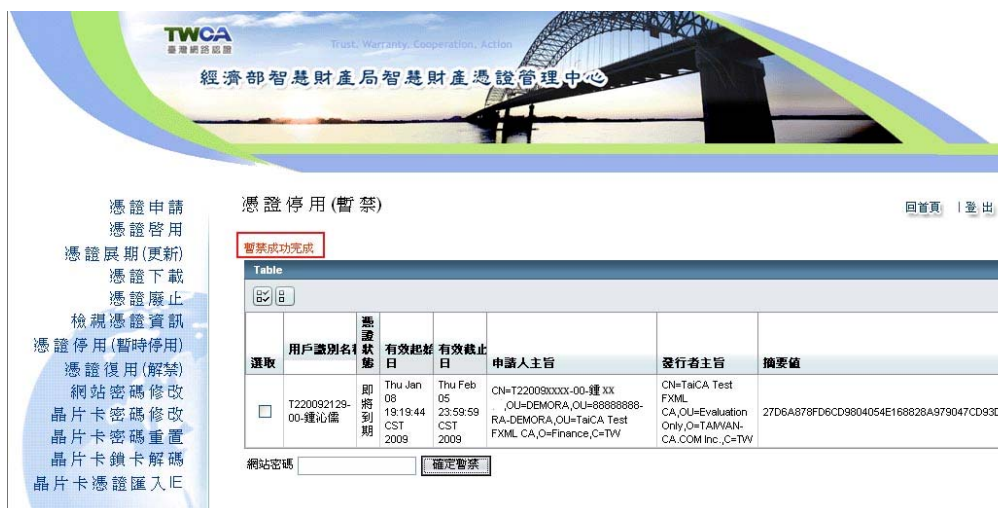 TWCA
臺灣網路認證
Trust, Warranty, Cooperation, Action
經濟部智慧財產局智慧財產憑證管理中心
憑證申請
憑證啓用
憑證展期(更新)
憑證下載
憑證廢止
檢視憑證資訊
憑證停用(暫時停用)
憑證復用(解禁)
網站密碼修改
晶片卡密碼修改
晶片卡密碼重置
晶片卡鎖卡解碼
晶片卡憑證匯入IE
憑證停用(暫禁)
回首頁 | 登出
暫禁成功完成
Table
選取
用戶識別名稱
憑證狀態
有效起始日
有效截止日
申請人主旨
發行者主旨
摘要值
T220092129-
00-鍾沁儒
即將到期
Thu Jan
08
19:19:44
CST
2009
Thu Feb
05
23:59:59
CST
2009
CN=T22009xxxx-00-鍾xx
,OU=DEMORA,OU=88888888-
RA-DEMORA,OU=TaiCA Test
FXML CA,O=Finance,C=TW
CN=TaiCA Test
FXML
CA,OU=Evaluation
Only,O=TAIWAN-
CA.COM Inc.,C=TW
27D6A878FD6CD9804054E168828A979047CD93D
網站密碼
確定暫禁